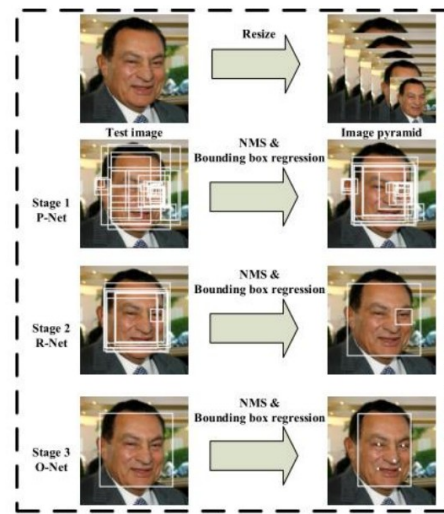 Resize
Test image
Image pyramid
NMS &
Bounding box regression
Stage 1
P-Net
NMS &
Bounding box regression
Stage 2
R-Net
NMS &
Bounding box regression
Stage 3
O-Net